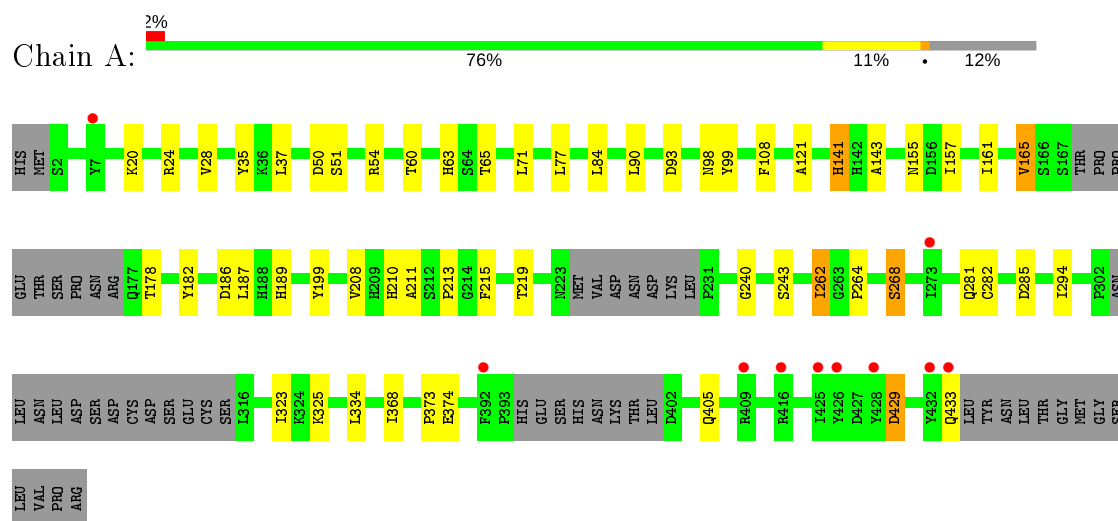 2%
Chain A:
76% 11% • 12%
HIS MET S2 Y7 K20 R24 V28 Y35 K36 L37 D50 S51 R54 T60 H63 S64 T65 L71 L77 L84 L90 D93 N98 Y99 F108 A121 H141 H142 A143 N155 D156 I157 I161 V165 S166 S167 THR PRO PRO
GLU THR SER PRO ASN ARG Q177 T178 Y182 D186 L187 H188 H189 Y199 V208 H209 H210 A211 S212 P213 G214 F215 T219 N223 MET VAL ASP ASN ASP LYS LEU P231 G240 S243 I262 G263 P264 S268 I273 Q281 C282 D285 I294 P302 ASN
LEU ASN LEU ASP SER ASP CYS ASP SER GLU CYS SER L316 I323 K324 K325 L334 I368 P373 E374 F392 P393 HIS GLU SER HIS ASN LYS THR LEU D402 Q405 R409 R416 I425 Y426 D427 Y428 D429 Y432 Q433 LEU TYR ASN LEU THR GLY MET GLY SER
LEU VAL PRO ARG